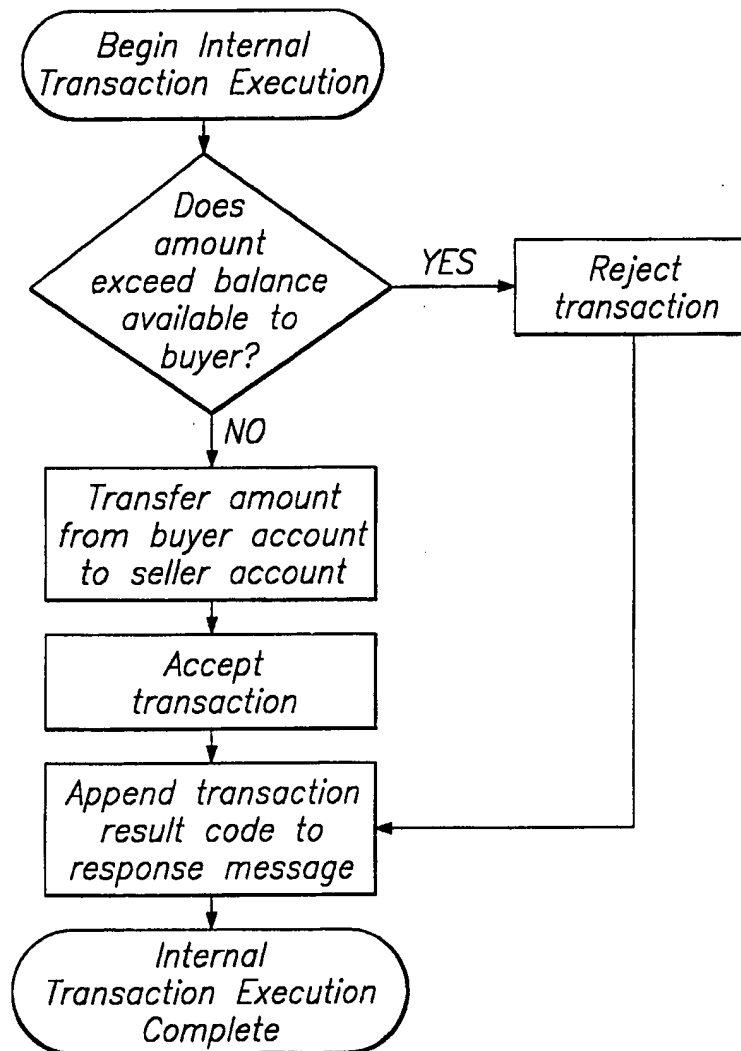 Begin Internal
Transaction Execution
Does
amount
exceed balance
available to
buyer?
YES
Reject
transaction
NO
Transfer amount
from buyer account
to seller account
Accept
transaction
Append transaction
result code to
response message
Internal
Transaction Execution
Complete